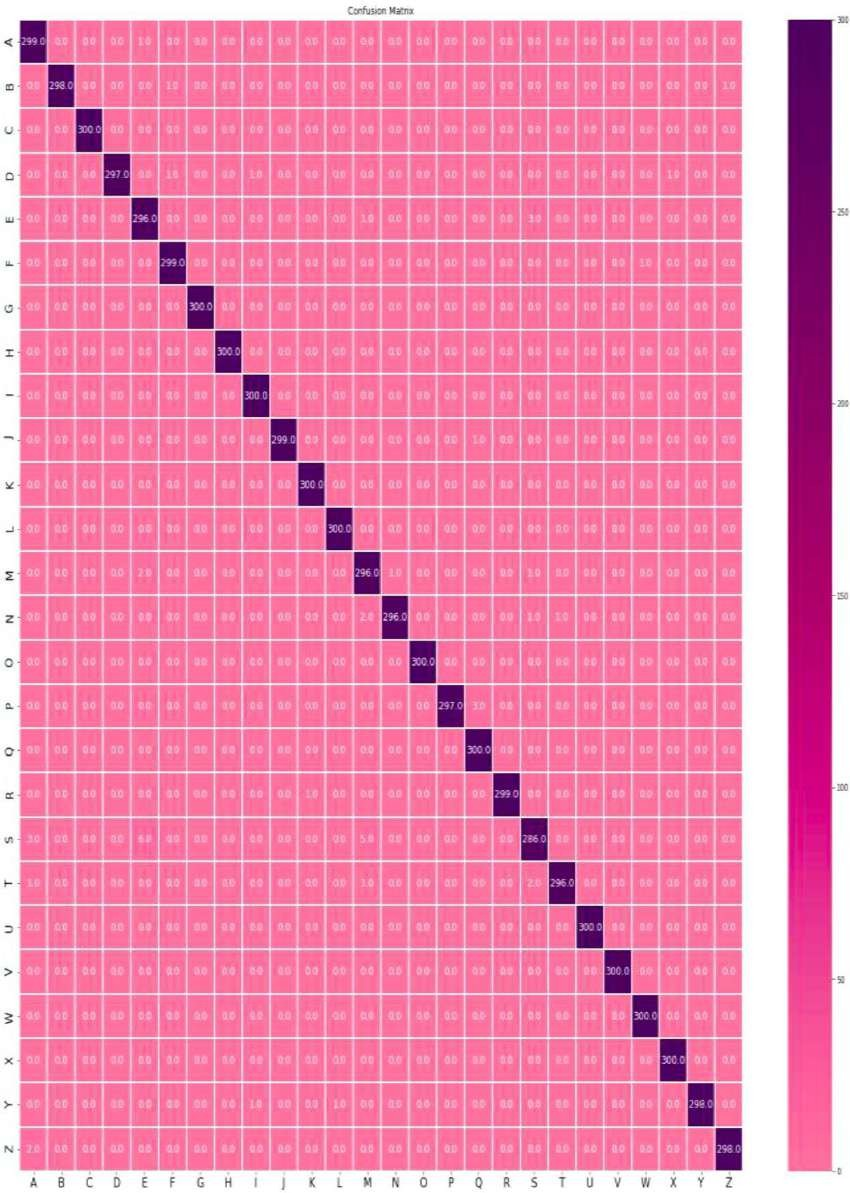 Confusion Matrix
A 299.0 0.0 0.0 0.0 1.0 0.0 0.0 0.0 0.0 0.0 0.0 0.0 0.0 0.0 0.0 0.0 0.0 0.0 0.0 0.0 0.0 0.0 0.0 0.0 0.0 0.0 300
B 0.0 298.0 0.0 0.0 0.0 1.0 0.0 0.0 0.0 0.0 0.0 0.0 0.0 0.0 0.0 0.0 0.0 0.0 0.0 0.0 0.0 0.0 0.0 0.0 0.0 1.0
C 0.0 0.0 300.0 0.0 0.0 0.0 0.0 0.0 0.0 0.0 0.0 0.0 0.0 0.0 0.0 0.0 0.0 0.0 0.0 0.0 0.0 0.0 0.0 0.0 0.0 0.0
D 0.0 0.0 0.0 297.0 0.0 1.0 0.0 0.0 1.0 0.0 0.0 0.0 0.0 0.0 0.0 0.0 0.0 0.0 0.0 0.0 0.0 0.0 0.0 1.0 0.0 0.0
E 0.0 0.0 0.0 0.0 296.0 0.0 0.0 0.0 0.0 0.0 0.0 0.0 1.0 0.0 0.0 0.0 0.0 0.0 3.0 0.0 0.0 0.0 0.0 0.0 0.0 0.0 250
F 0.0 0.0 0.0 0.0 0.0 299.0 0.0 0.0 0.0 0.0 0.0 0.0 0.0 0.0 0.0 0.0 0.0 0.0 0.0 0.0 0.0 0.0 1.0 0.0 0.0 0.0
G 0.0 0.0 0.0 0.0 0.0 0.0 300.0 0.0 0.0 0.0 0.0 0.0 0.0 0.0 0.0 0.0 0.0 0.0 0.0 0.0 0.0 0.0 0.0 0.0 0.0 0.0
H 0.0 0.0 0.0 0.0 0.0 0.0 0.0 300.0 0.0 0.0 0.0 0.0 0.0 0.0 0.0 0.0 0.0 0.0 0.0 0.0 0.0 0.0 0.0 0.0 0.0 0.0
I 0.0 0.0 0.0 0.0 0.0 0.0 0.0 0.0 300.0 0.0 0.0 0.0 0.0 0.0 0.0 0.0 0.0 0.0 0.0 0.0 0.0 0.0 0.0 0.0 0.0 0.0 200
J 0.0 0.0 0.0 0.0 0.0 0.0 0.0 0.0 0.0 299.0 0.0 0.0 0.0 0.0 0.0 0.0 1.0 0.0 0.0 0.0 0.0 0.0 0.0 0.0 0.0 0.0
K 0.0 0.0 0.0 0.0 0.0 0.0 0.0 0.0 0.0 0.0 300.0 0.0 0.0 0.0 0.0 0.0 0.0 0.0 0.0 0.0 0.0 0.0 0.0 0.0 0.0 0.0
L 0.0 0.0 0.0 0.0 0.0 0.0 0.0 0.0 0.0 0.0 0.0 300.0 0.0 0.0 0.0 0.0 0.0 0.0 0.0 0.0 0.0 0.0 0.0 0.0 0.0 0.0
M 0.0 0.0 0.0 0.0 2.0 0.0 0.0 0.0 0.0 0.0 0.0 0.0 296.0 1.0 0.0 0.0 0.0 0.0 1.0 0.0 0.0 0.0 0.0 0.0 0.0 0.0 150
N 0.0 0.0 0.0 0.0 0.0 0.0 0.0 0.0 0.0 0.0 0.0 0.0 2.0 296.0 0.0 0.0 0.0 0.0 1.0 1.0 0.0 0.0 0.0 0.0 0.0 0.0
O 0.0 0.0 0.0 0.0 0.0 0.0 0.0 0.0 0.0 0.0 0.0 0.0 0.0 0.0 300.0 0.0 0.0 0.0 0.0 0.0 0.0 0.0 0.0 0.0 0.0 0.0
P 0.0 0.0 0.0 0.0 0.0 0.0 0.0 0.0 0.0 0.0 0.0 0.0 0.0 0.0 0.0 297.0 3.0 0.0 0.0 0.0 0.0 0.0 0.0 0.0 0.0 0.0
Q 0.0 0.0 0.0 0.0 0.0 0.0 0.0 0.0 0.0 0.0 0.0 0.0 0.0 0.0 0.0 0.0 300.0 0.0 0.0 0.0 0.0 0.0 0.0 0.0 0.0 0.0
R 0.0 0.0 0.0 0.0 0.0 0.0 0.0 0.0 0.0 0.0 1.0 0.0 0.0 0.0 0.0 0.0 0.0 299.0 0.0 0.0 0.0 0.0 0.0 0.0 0.0 0.0 100
S 3.0 0.0 0.0 0.0 6.0 0.0 0.0 0.0 0.0 0.0 0.0 0.0 5.0 0.0 0.0 0.0 0.0 0.0 286.0 0.0 0.0 0.0 0.0 0.0 0.0 0.0
T 1.0 0.0 0.0 0.0 0.0 0.0 0.0 0.0 0.0 0.0 0.0 0.0 1.0 0.0 0.0 0.0 0.0 0.0 2.0 296.0 0.0 0.0 0.0 0.0 0.0 0.0
U 0.0 0.0 0.0 0.0 0.0 0.0 0.0 0.0 0.0 0.0 0.0 0.0 0.0 0.0 0.0 0.0 0.0 0.0 0.0 0.0 300.0 0.0 0.0 0.0 0.0 0.0
V 0.0 0.0 0.0 0.0 0.0 0.0 0.0 0.0 0.0 0.0 0.0 0.0 0.0 0.0 0.0 0.0 0.0 0.0 0.0 0.0 0.0 300.0 0.0 0.0 0.0 0.0 50
W 0.0 0.0 0.0 0.0 0.0 0.0 0.0 0.0 0.0 0.0 0.0 0.0 0.0 0.0 0.0 0.0 0.0 0.0 0.0 0.0 0.0 0.0 300.0 0.0 0.0 0.0
X 0.0 0.0 0.0 0.0 0.0 0.0 0.0 0.0 0.0 0.0 0.0 0.0 0.0 0.0 0.0 0.0 0.0 0.0 0.0 0.0 0.0 0.0 0.0 300.0 0.0 0.0
Y 0.0 0.0 0.0 0.0 0.0 0.0 0.0 0.0 1.0 0.0 0.0 1.0 0.0 0.0 0.0 0.0 0.0 0.0 0.0 0.0 0.0 0.0 0.0 0.0 298.0 0.0
Z 2.0 0.0 0.0 0.0 0.0 0.0 0.0 0.0 0.0 0.0 0.0 0.0 0.0 0.0 0.0 0.0 0.0 0.0 0.0 0.0 0.0 0.0 0.0 0.0 0.0 298.0 0
A B C D E F G H I J K L M N O P Q R S T U V W X Y Z